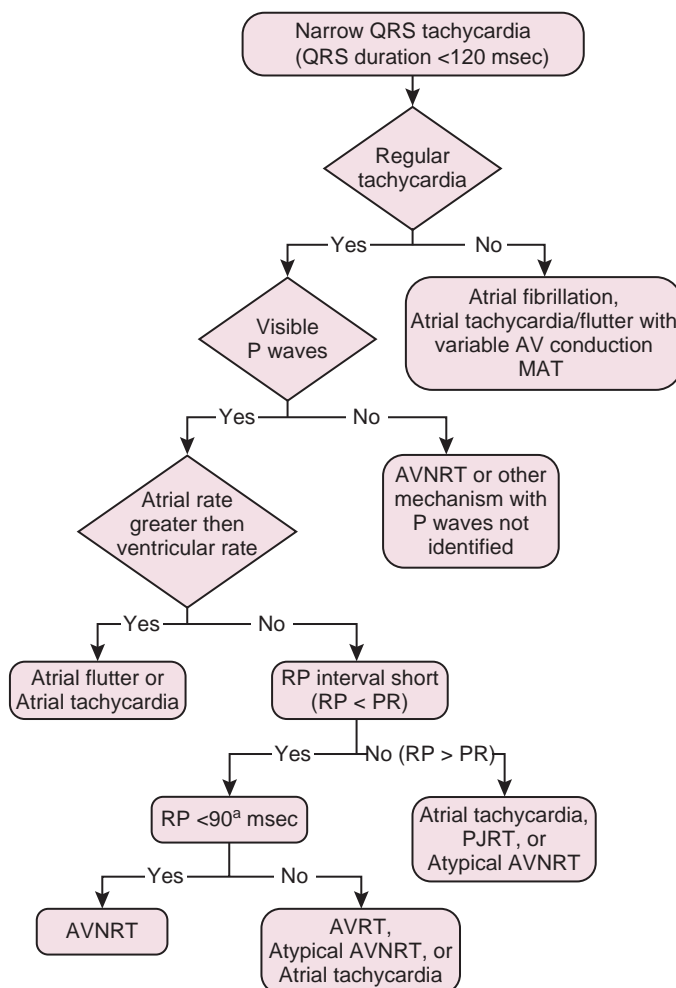 Narrow QRS tachycardia
(QRS duration <120 msec)
Regular
tachycardia
Yes
No
Visible
P waves
Atrial fibrillation,
Atrial tachycardia/flutter with
variable AV conduction
MAT
Yes
No
Atrial rate
greater then
ventricular rate
AVNRT or other
mechanism with
P waves not
identified
Yes
No
Atrial flutter or
Atrial tachycardia
RP interval short
(RP < PR)
Yes
No (RP > PR)
RP <90ᵃ msec
Atrial tachycardia,
PJRT, or
Atypical AVNRT
Yes
No
AVNRT
AVRT,
Atypical AVNRT, or
Atrial tachycardia